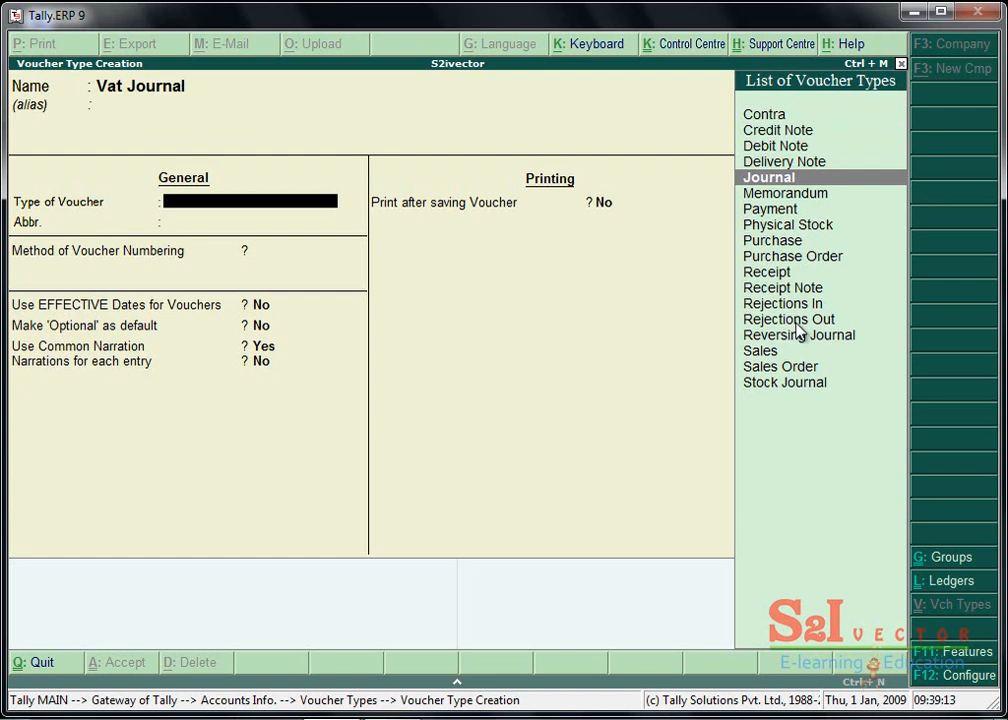 Tally.ERP 9
P: Print
E: Export
M: E-Mail
O: Upload
G: Language
K: Keyboard
K: Control Centre
H: Support Centre
H: Help
F3: Company
F3: New Cmp
Voucher Type Creation
S2ivector
Ctrl + M
Name : Vat Journal
(alias) :
General
Type of Voucher :
Abbr. :
Method of Voucher Numbering ?
Use EFFECTIVE Dates for Vouchers ? No
Make 'Optional' as default ? No
Use Common Narration ? Yes
Narrations for each entry ? No
Printing
Print after saving Voucher ? No
List of Voucher Types
Contra
Credit Note
Debit Note
Delivery Note
Journal
Memorandum
Payment
Physical Stock
Purchase
Purchase Order
Receipt
Receipt Note
Rejections In
Rejections Out
Reversing Journal
Sales
Sales Order
Stock Journal
G: Groups
L: Ledgers
V: Vch Types
F11: Features
F12: Configure
S2I VECTOR
E-learning & Education
Q: Quit
A: Accept
D: Delete
Ctrl + N
Tally MAIN --> Gateway of Tally --> Accounts Info. --> Voucher Types --> Voucher Type Creation
(c) Tally Solutions Pvt. Ltd., 1988-2
Thu, 1 Jan, 2009
09:39:13